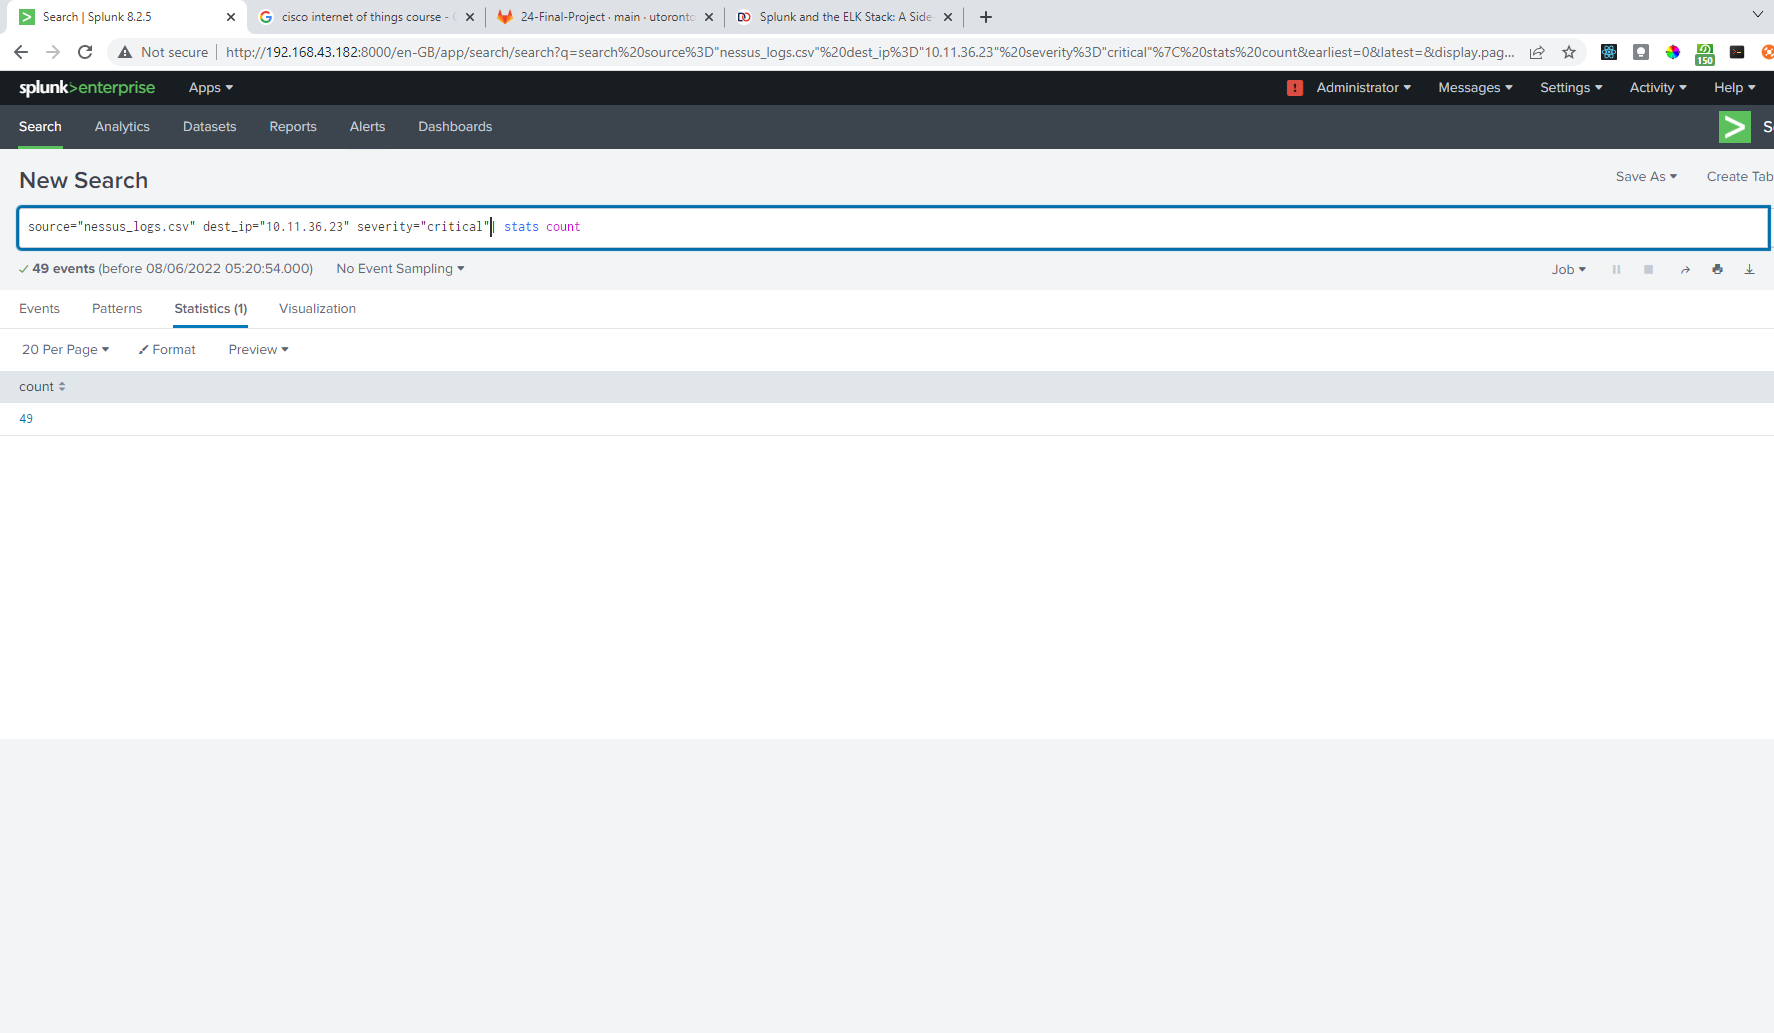 Search | Splunk 8.2.5
cisco internet of things course -
24-Final-Project · main · utoronto
Splunk and the ELK Stack: A Side
Not secure
http://192.168.43.182:8000/en-GB/app/search/search?q=search%20source%3D"nessus_logs.csv"%20dest_ip%3D"10.11.36.23"%20severity%3D"critical"%7C%20stats%20count&earliest=0&latest=&display.pag...
150
splunk>enterprise
Apps
Administrator
Messages
Settings
Activity
Help
Search
Analytics
Datasets
Reports
Alerts
Dashboards
New Search
Save As
Create Tab
source="nessus_logs.csv" dest_ip="10.11.36.23" severity="critical"| stats count
49 events (before 08/06/2022 05:20:54.000)
No Event Sampling
Job
Events
Patterns
Statistics (1)
Visualization
20 Per Page
Format
Preview
count
49